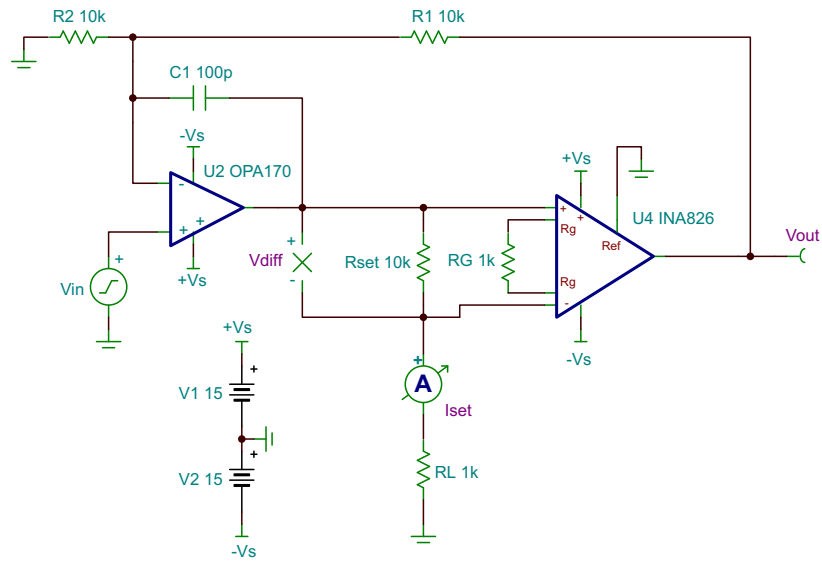 R2 10k
R1 10k
C1 100p
-Vs
U2 OPA170
-
+
+
+Vs
Vin
+
Vdiff
+
-
Rset 10k
RG 1k
+Vs
+
+
Rg
Rg
-
Ref
U4 INA826
-Vs
Vout
+Vs
+
V1 15
+
V2 15
-Vs
+
A
Iset
RL 1k